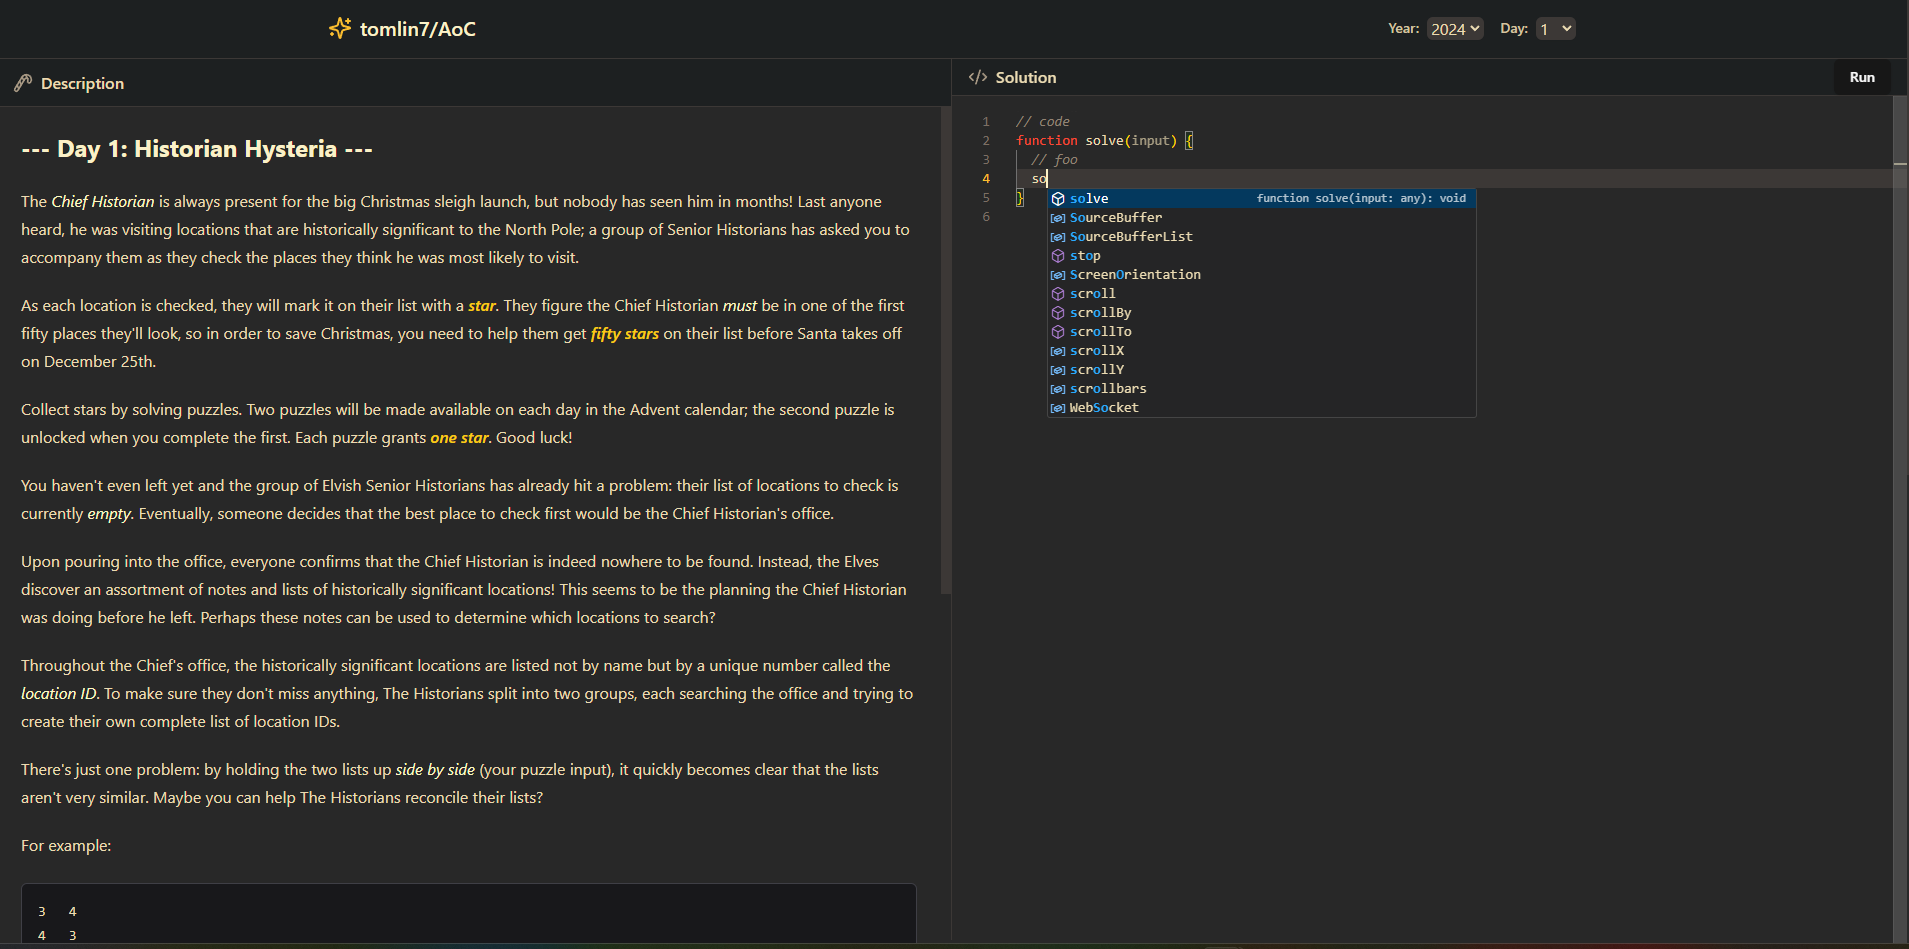 tomlin7/AoC
Year: 2024 Day: 1
Description
--- Day 1: Historian Hysteria ---
The Chief Historian is always present for the big Christmas sleigh launch, but nobody has seen him in months! Last anyone
heard, he was visiting locations that are historically significant to the North Pole; a group of Senior Historians has asked you to
accompany them as they check the places they think he was most likely to visit.
As each location is checked, they will mark it on their list with a star. They figure the Chief Historian must be in one of the first
fifty places they'll look, so in order to save Christmas, you need to help them get fifty stars on their list before Santa takes off
on December 25th.
Collect stars by solving puzzles. Two puzzles will be made available on each day in the Advent calendar; the second puzzle is
unlocked when you complete the first. Each puzzle grants one star. Good luck!
You haven't even left yet and the group of Elvish Senior Historians has already hit a problem: their list of locations to check is
currently empty. Eventually, someone decides that the best place to check first would be the Chief Historian's office.
Upon pouring into the office, everyone confirms that the Chief Historian is indeed nowhere to be found. Instead, the Elves
discover an assortment of notes and lists of historically significant locations! This seems to be the planning the Chief Historian
was doing before he left. Perhaps these notes can be used to determine which locations to search?
Throughout the Chief's office, the historically significant locations are listed not by name but by a unique number called the
location ID. To make sure they don't miss anything, The Historians split into two groups, each searching the office and trying to
create their own complete list of location IDs.
There's just one problem: by holding the two lists up side by side (your puzzle input), it quickly becomes clear that the lists
aren't very similar. Maybe you can help The Historians reconcile their lists?
For example:
3 4
4 3
</> Solution
Run
1 // code
2 function solve(input) {
3 // foo
4 so
5 }
6
solve function solve(input: any): void
SourceBuffer
SourceBufferList
stop
ScreenOrientation
scroll
scrollBy
scrollTo
scrollX
scrollY
scrollbars
WebSocket